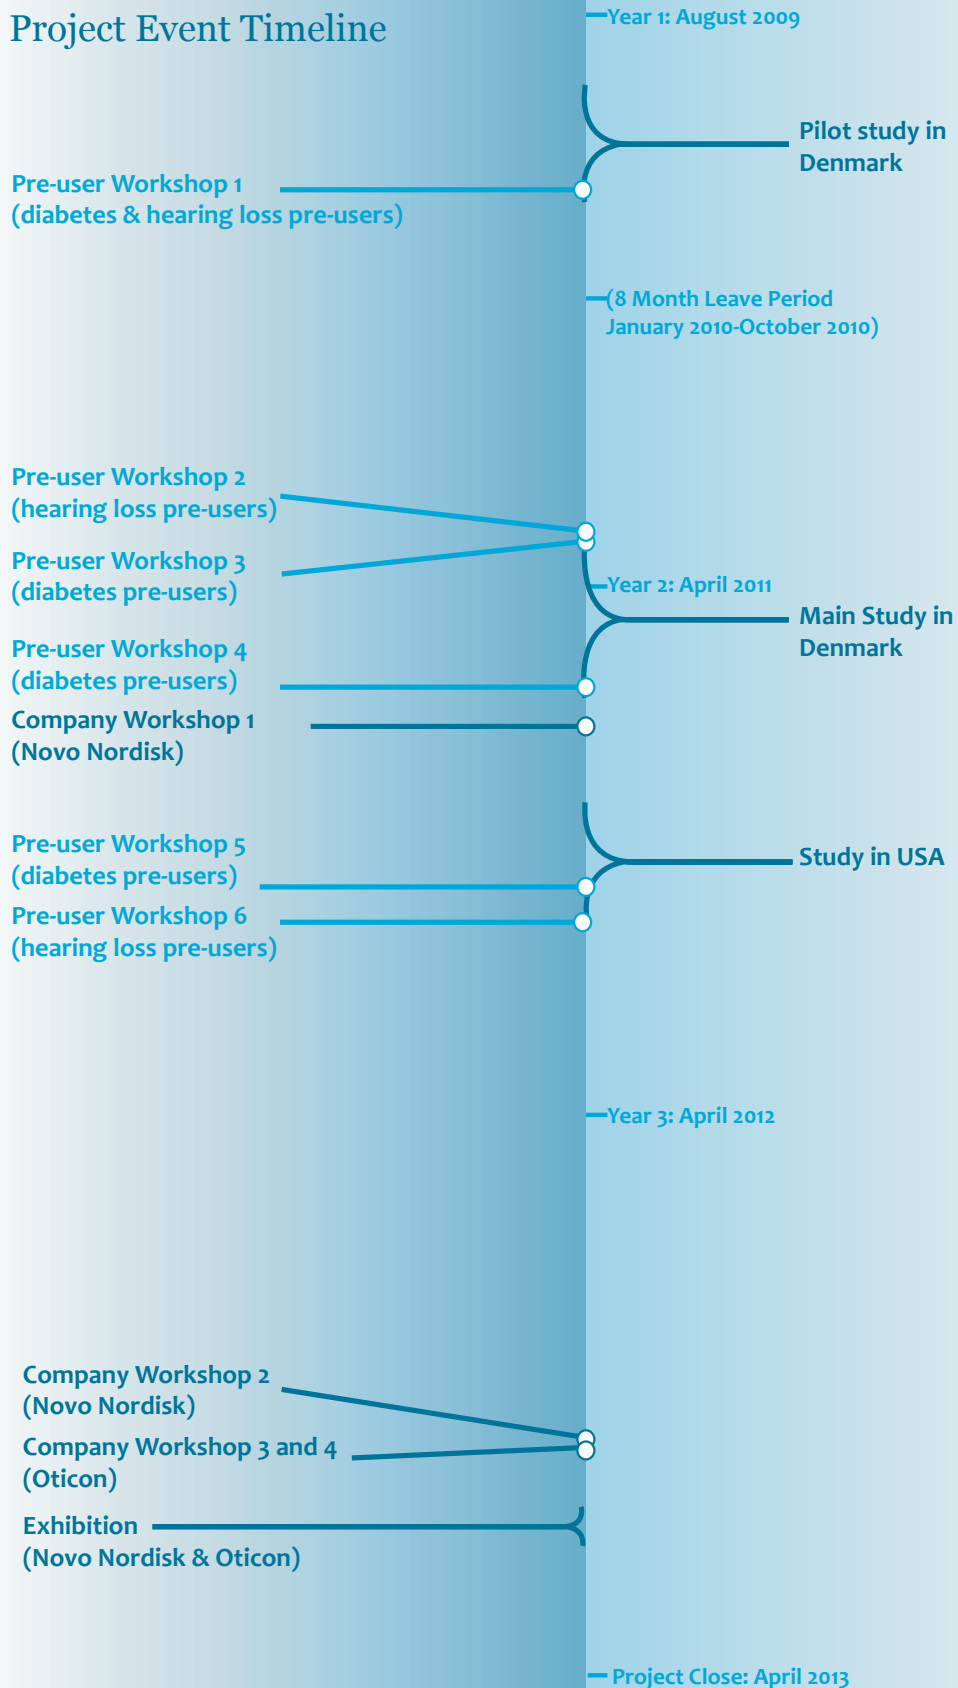 Project Event Timeline
Year 1: August 2009
Pilot study in
Denmark
Pre-user Workshop 1
(diabetes & hearing loss pre-users)
(8 Month Leave Period
January 2010-October 2010)
Pre-user Workshop 2
(hearing loss pre-users)
Pre-user Workshop 3
(diabetes pre-users)
Year 2: April 2011
Main Study in
Denmark
Pre-user Workshop 4
(diabetes pre-users)
Company Workshop 1
(Novo Nordisk)
Pre-user Workshop 5
(diabetes pre-users)
Study in USA
Pre-user Workshop 6
(hearing loss pre-users)
Year 3: April 2012
Company Workshop 2
(Novo Nordisk)
Company Workshop 3 and 4
(Oticon)
Exhibition
(Novo Nordisk & Oticon)
Project Close: April 2013